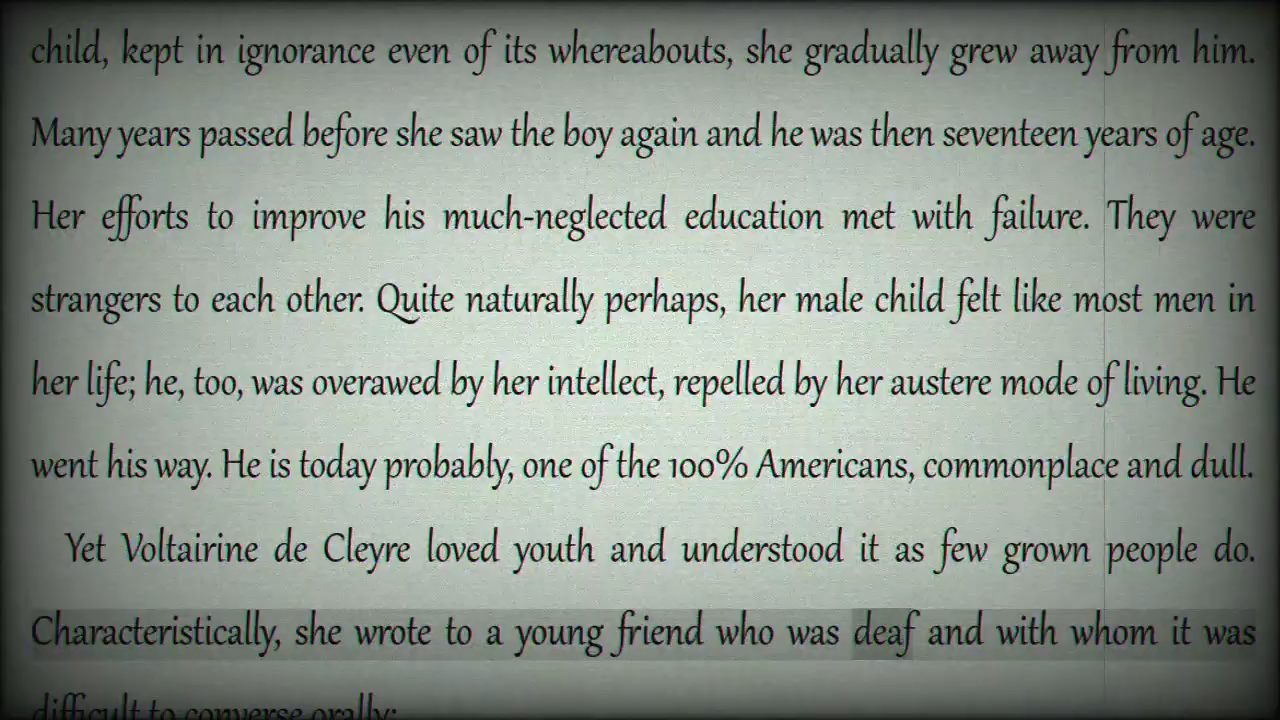 child, kept in ignorance even of its whereabouts, she gradually grew away from him.
Many years passed before she saw the boy again and he was then seventeen years of age.
Her efforts to improve his much-neglected education met with failure. They were
strangers to each other. Quite naturally perhaps, her male child felt like most men in
her life; he, too, was overawed by her intellect, repelled by her austere mode of living. He
went his way. He is today probably, one of the 100% Americans, commonplace and dull.
Yet Voltairine de Cleyre loved youth and understood it as few grown people do.
Characteristically, she wrote to a young friend who was deaf and with whom it was
difficult to converse orally: